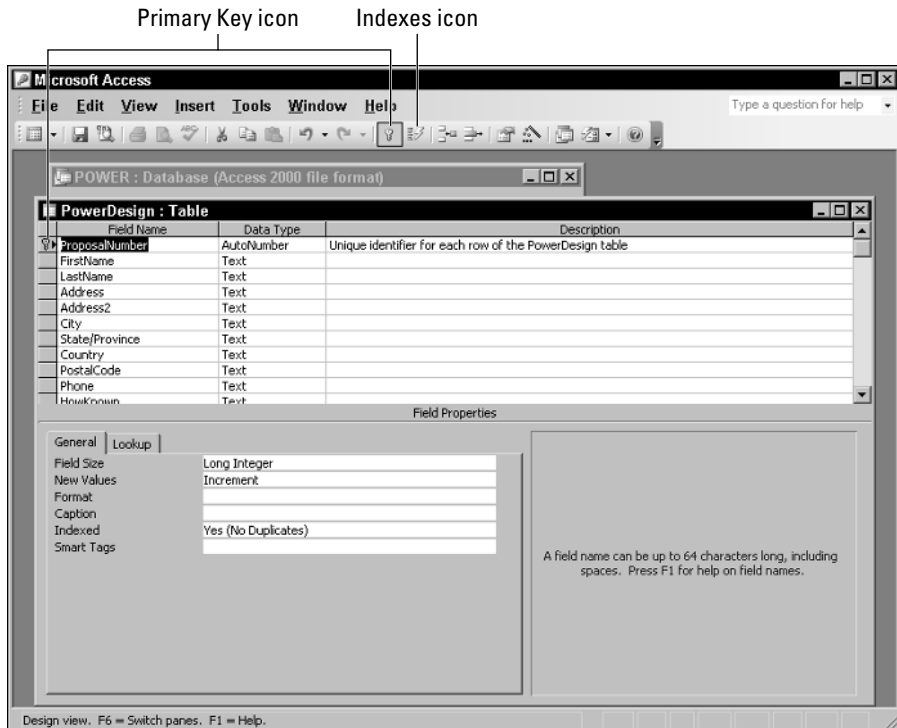 Primary Key icon Indexes icon
Microsoft Access
File Edit View Insert Tools Window Help Type a question for help
POWER : Database (Access 2000 file format)
PowerDesign : Table
Field Name Data Type Description
ProposalNumber AutoNumber Unique identifier for each row of the PowerDesign table
FirstName Text
LastName Text
Address Text
Address2 Text
City Text
State/Province Text
Country Text
PostalCode Text
Phone Text
HowKnown Text
Field Properties
General Lookup
Field Size Long Integer
New Values Increment
Format
Caption
Indexed Yes (No Duplicates)
Smart Tags
A field name can be up to 64 characters long, including
spaces. Press F1 for help on field names.
Design view. F6 = Switch panes. F1 = Help.